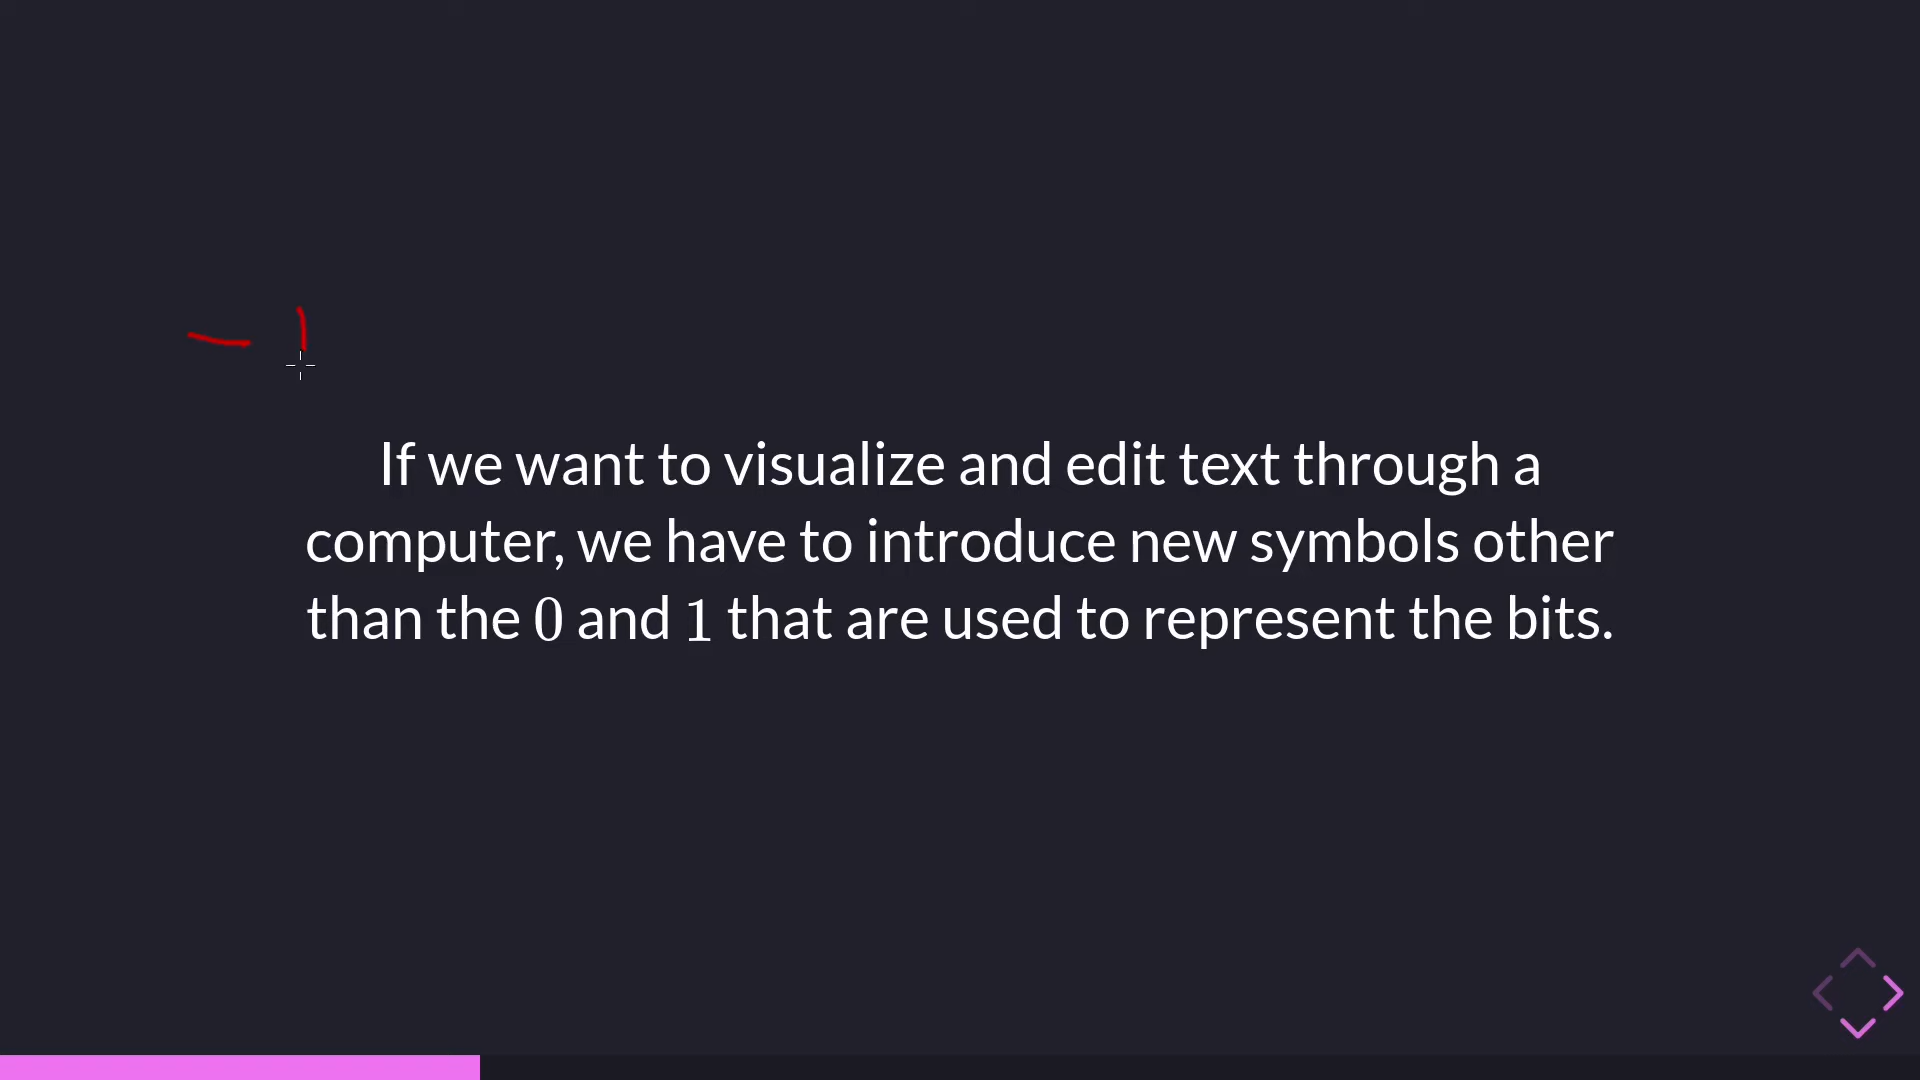 If we want to visualize and edit text through a
computer, we have to introduce new symbols other
than the 0 and 1 that are used to represent the bits.